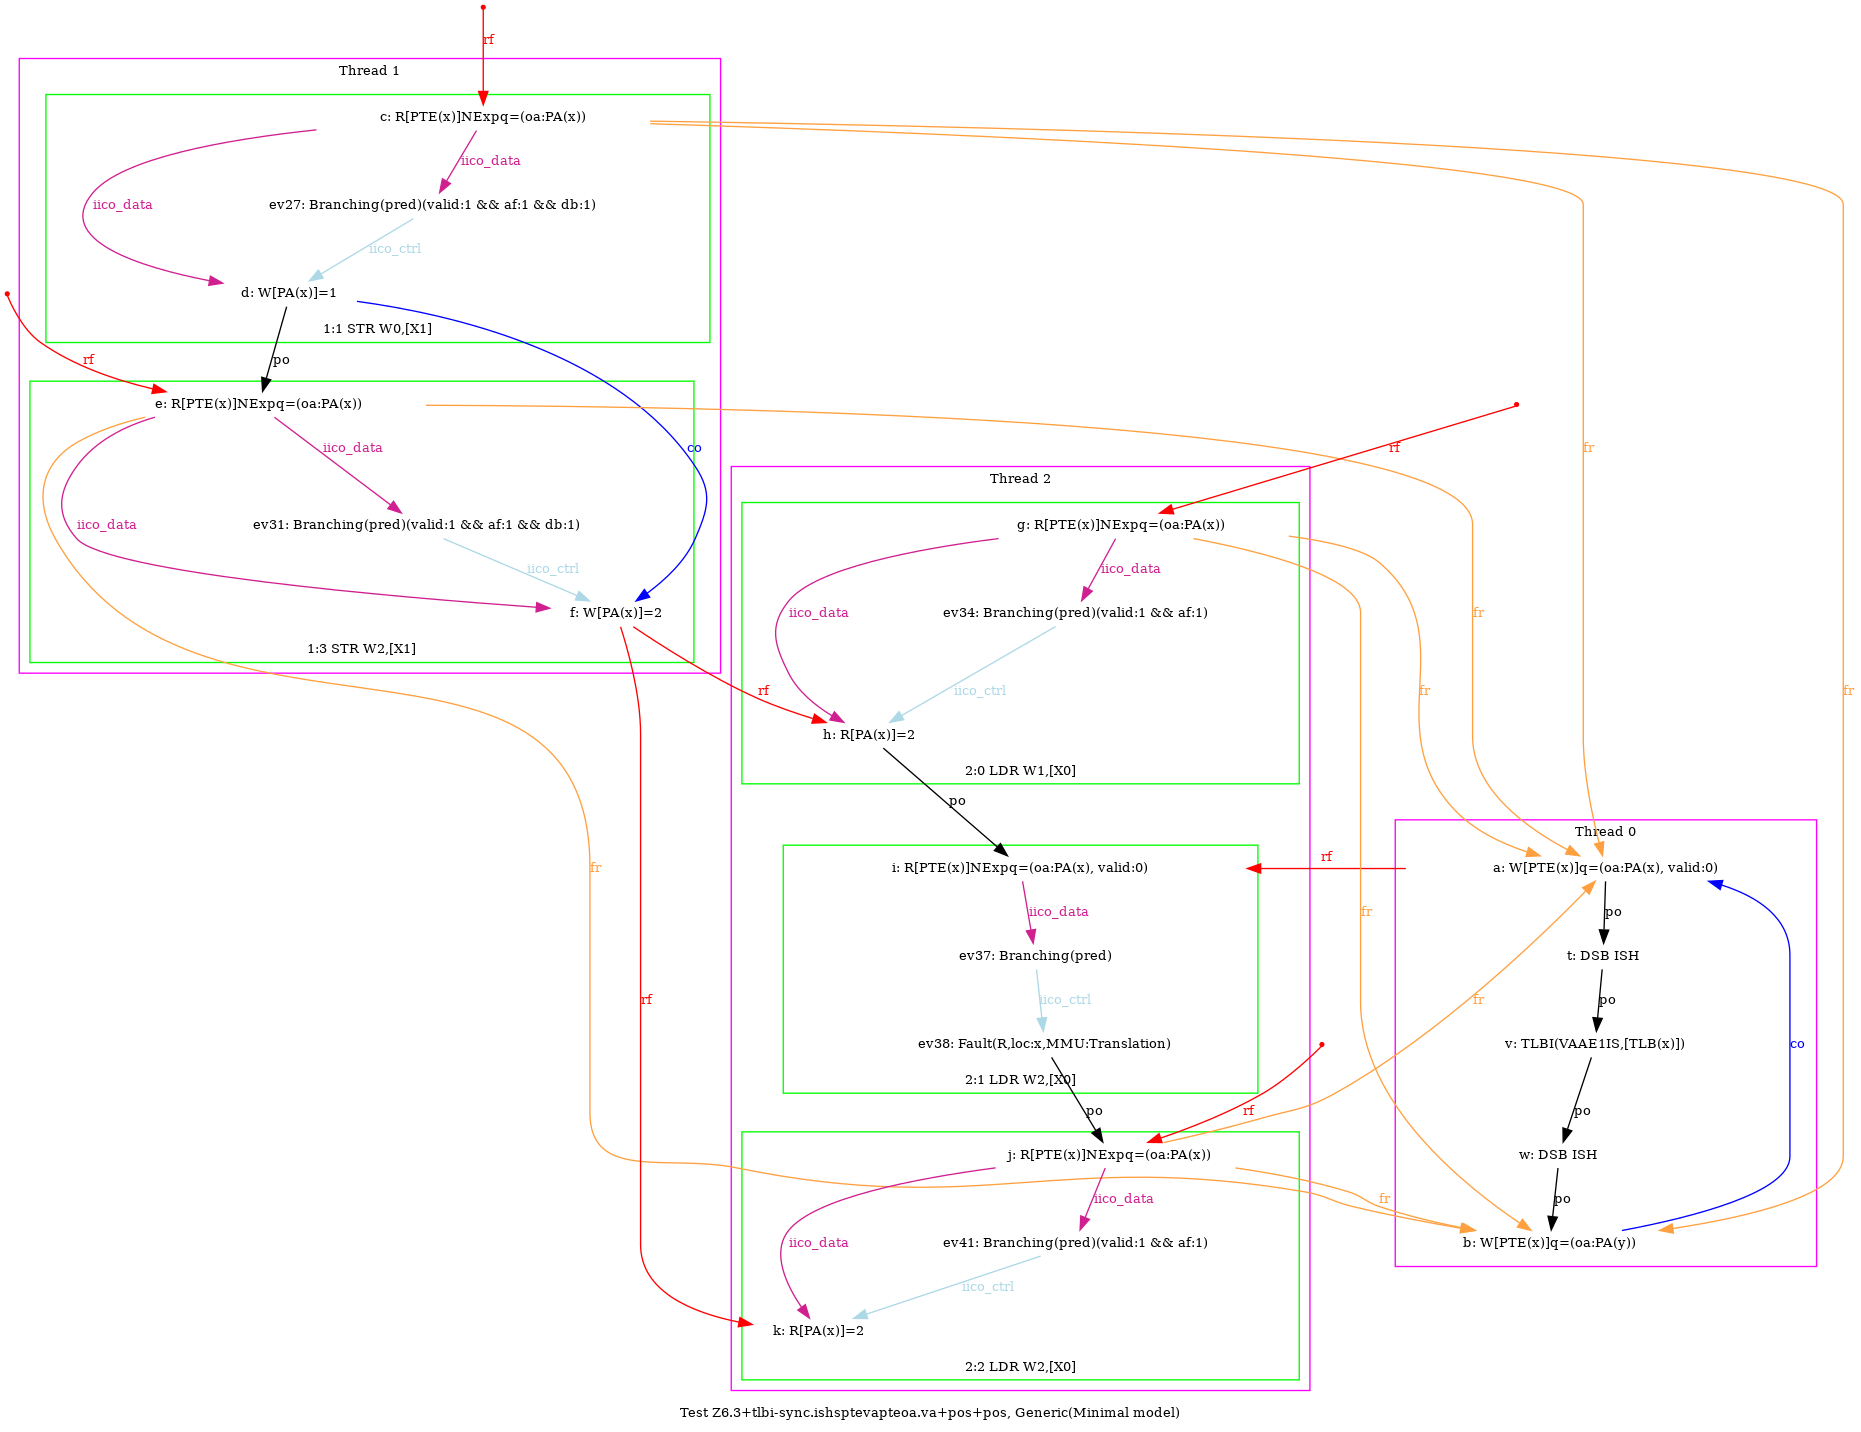 rf
Thread 1
c: R[PTE(x)]NExpq=(oa:PA(x))
iico_data
iico_data
ev27: Branching(pred)(valid:1 && af:1 && db:1)
iico_ctrl
d: W[PA(x)]=1
1:1 STR W0,[X1]
rf
po
e: R[PTE(x)]NExpq=(oa:PA(x))
co
fr
rf
iico_data
iico_data
ev31: Branching(pred)(valid:1 && af:1 && db:1)
iico_ctrl
f: W[PA(x)]=2
1:3 STR W2,[X1]
Thread 2
g: R[PTE(x)]NExpq=(oa:PA(x))
iico_data
iico_data
ev34: Branching(pred)(valid:1 && af:1)
fr
iico_ctrl
rf
fr
fr
h: R[PA(x)]=2
2:0 LDR W1,[X0]
po
Thread 0
rf
fr
i: R[PTE(x)]NExpq=(oa:PA(x), valid:0)
a: W[PTE(x)]q=(oa:PA(x), valid:0)
iico_data
fr
po
ev37: Branching(pred)
t: DSB ISH
rf
iico_ctrl
fr
po
ev38: Fault(R,loc:x,MMU:Translation)
v: TLBI(VAAE1IS,[TLB(x)])
co
2:1 LDR W2,[X0]
po
rf
po
j: R[PTE(x)]NExpq=(oa:PA(x))
w: DSB ISH
iico_data
iico_data
fr
po
ev41: Branching(pred)(valid:1 && af:1)
b: W[PTE(x)]q=(oa:PA(y))
iico_ctrl
k: R[PA(x)]=2
2:2 LDR W2,[X0]
Test Z6.3+tlbi-sync.ishsptevapteoa.va+pos+pos, Generic(Minimal model)